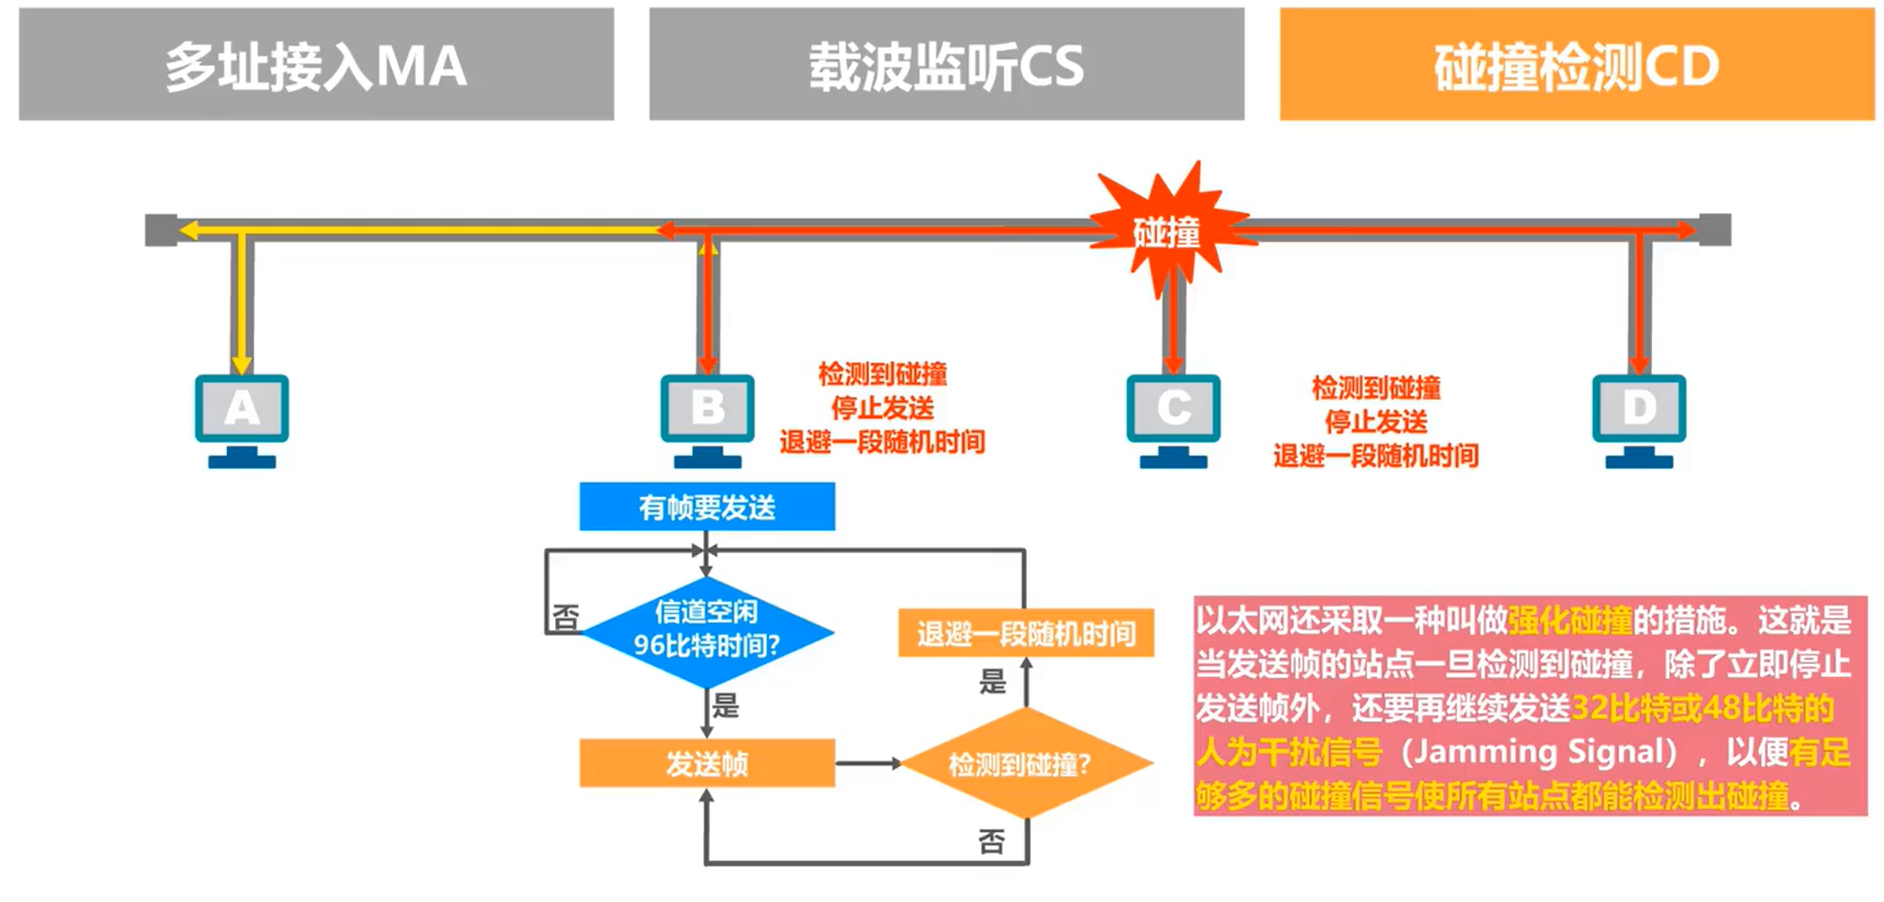 多址接入MA
载波监听CS
碰撞检测CD
碰撞
A
B
C
D
检测到碰撞
停止发送
退避一段随机时间
检测到碰撞
停止发送
退避一段随机时间
有帧要发送
信道空闲
96比特时间?
否
是
发送帧
检测到碰撞?
是
退避一段随机时间
否
以太网还采取一种叫做强化碰撞的措施。这就是
当发送帧的站点一旦检测到碰撞，除了立即停止
发送帧外，还要再继续发送32比特或48比特的
人为干扰信号（Jamming Signal），以便有足
够多的碰撞信号使所有站点都能检测出碰撞。